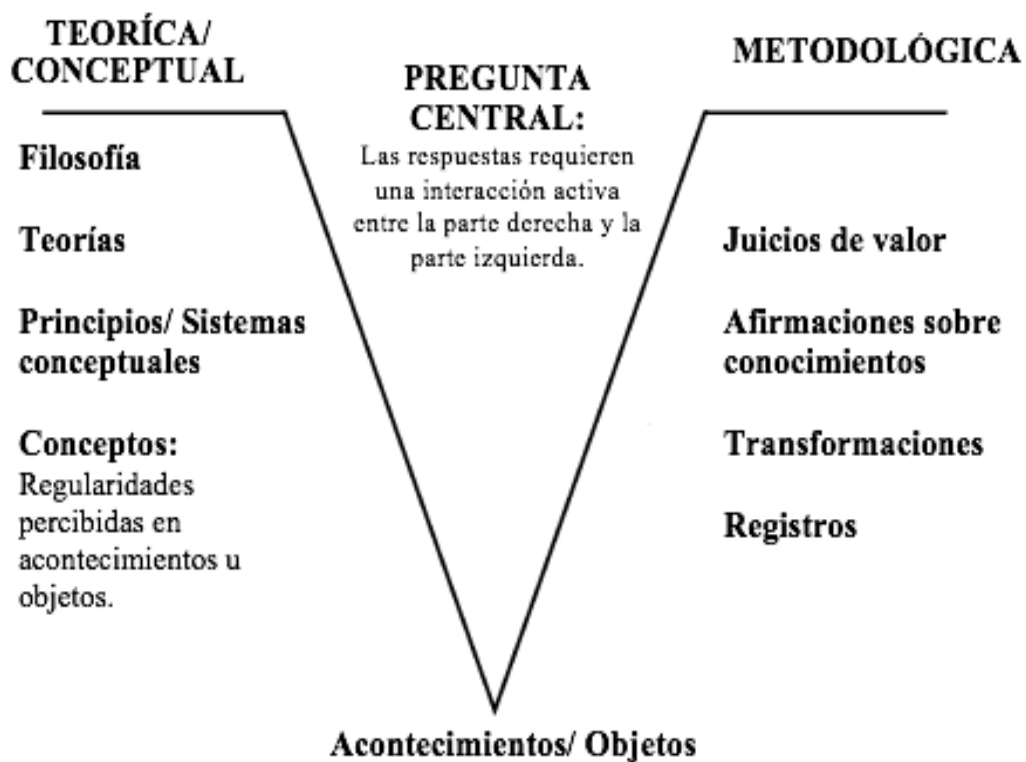 TEORÍCA/
CONCEPTUAL
Filosofía
Teorías
Principios/ Sistemas
conceptuales
Conceptos:
Regularidades
percibidas en
acontecimientos u
objetos.
PREGUNTA
CENTRAL:
Las respuestas requieren
una interacción activa
entre la parte derecha y la
parte izquierda.
METODOLÓGICA
Juicios de valor
Afirmaciones sobre
conocimientos
Transformaciones
Registros
Acontecimientos/ Objetos